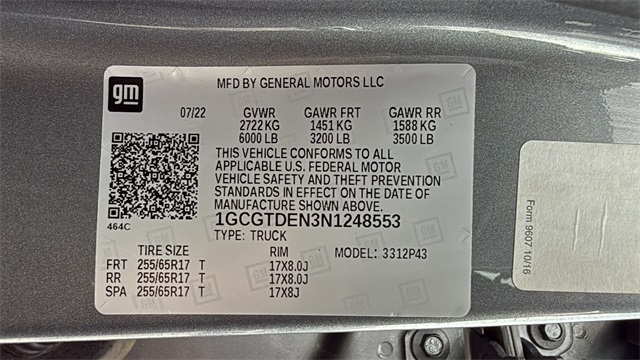 gm
MFD BY GENERAL MOTORS LLC
07/22 GVWR GAWR FRT GAWR RR
2722 KG 1451 KG 1588 KG
6000 LB 3200 LB 3500 LB
THIS VEHICLE CONFORMS TO ALL
APPLICABLE U.S. FEDERAL MOTOR
VEHICLE SAFETY AND THEFT PREVENTION
STANDARDS IN EFFECT ON THE DATE OF
MANUFACTURE SHOWN ABOVE.
1GCGTDEN3N1248553
464C
TYPE: TRUCK
TIRE SIZE RIM MODEL: 3312P43
FRT 255/65R17 T 17X8.0J
RR 255/65R17 T 17X8.0J
SPA 255/65R17 T 17X8J
Form 9607 10/16